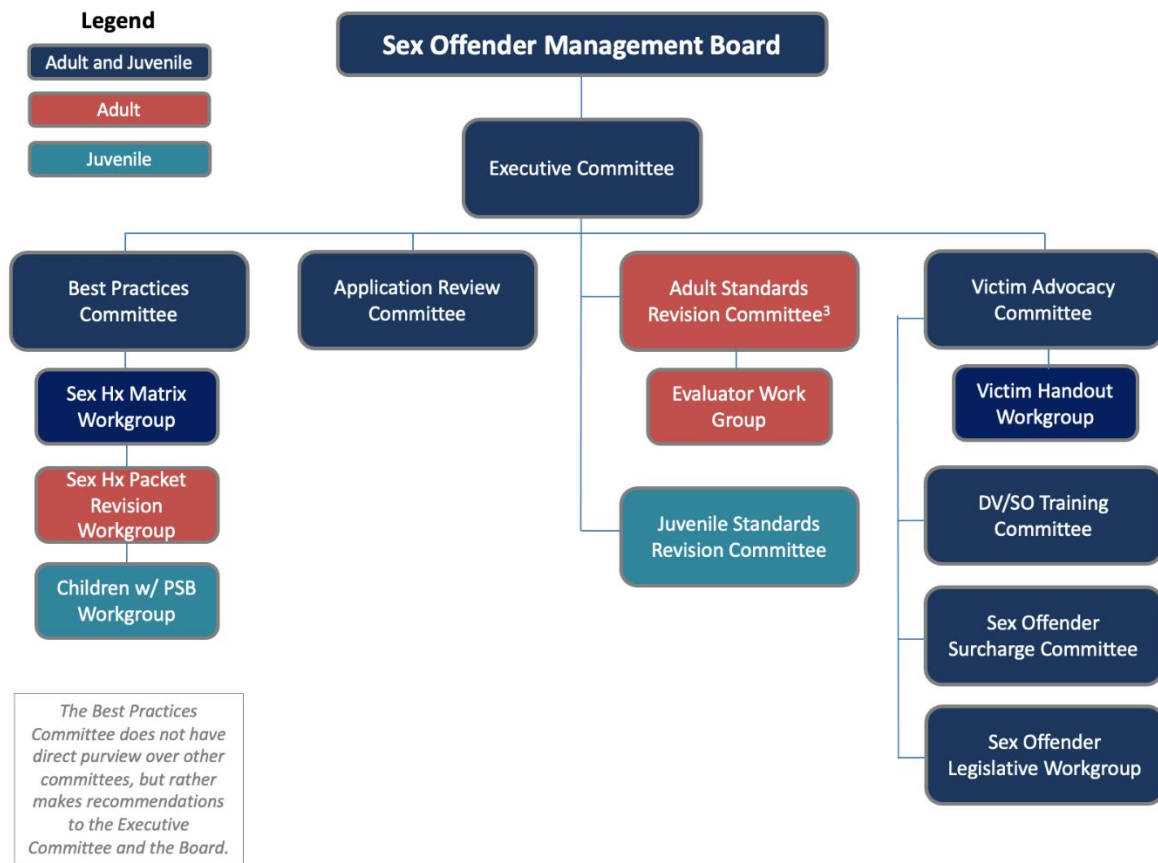 Legend
Adult and Juvenile
Adult
Juvenile
Sex Offender Management Board
Executive Committee
Best Practices
Committee
Application Review
Committee
Adult Standards
Revision Committee³
Victim Advocacy
Committee
Sex Hx Matrix
Workgroup
Evaluator Work
Group
Victim Handout
Workgroup
Sex Hx Packet
Revision
Workgroup
Juvenile Standards
Revision Committee
DV/SO Training
Committee
Children w/ PSB
Workgroup
Sex Offender
Surcharge Committee
Sex Offender
Legislative Workgroup
The Best Practices
Committee does not have
direct purview over other
committees, but rather
makes recommendations
to the Executive
Committee and the Board.